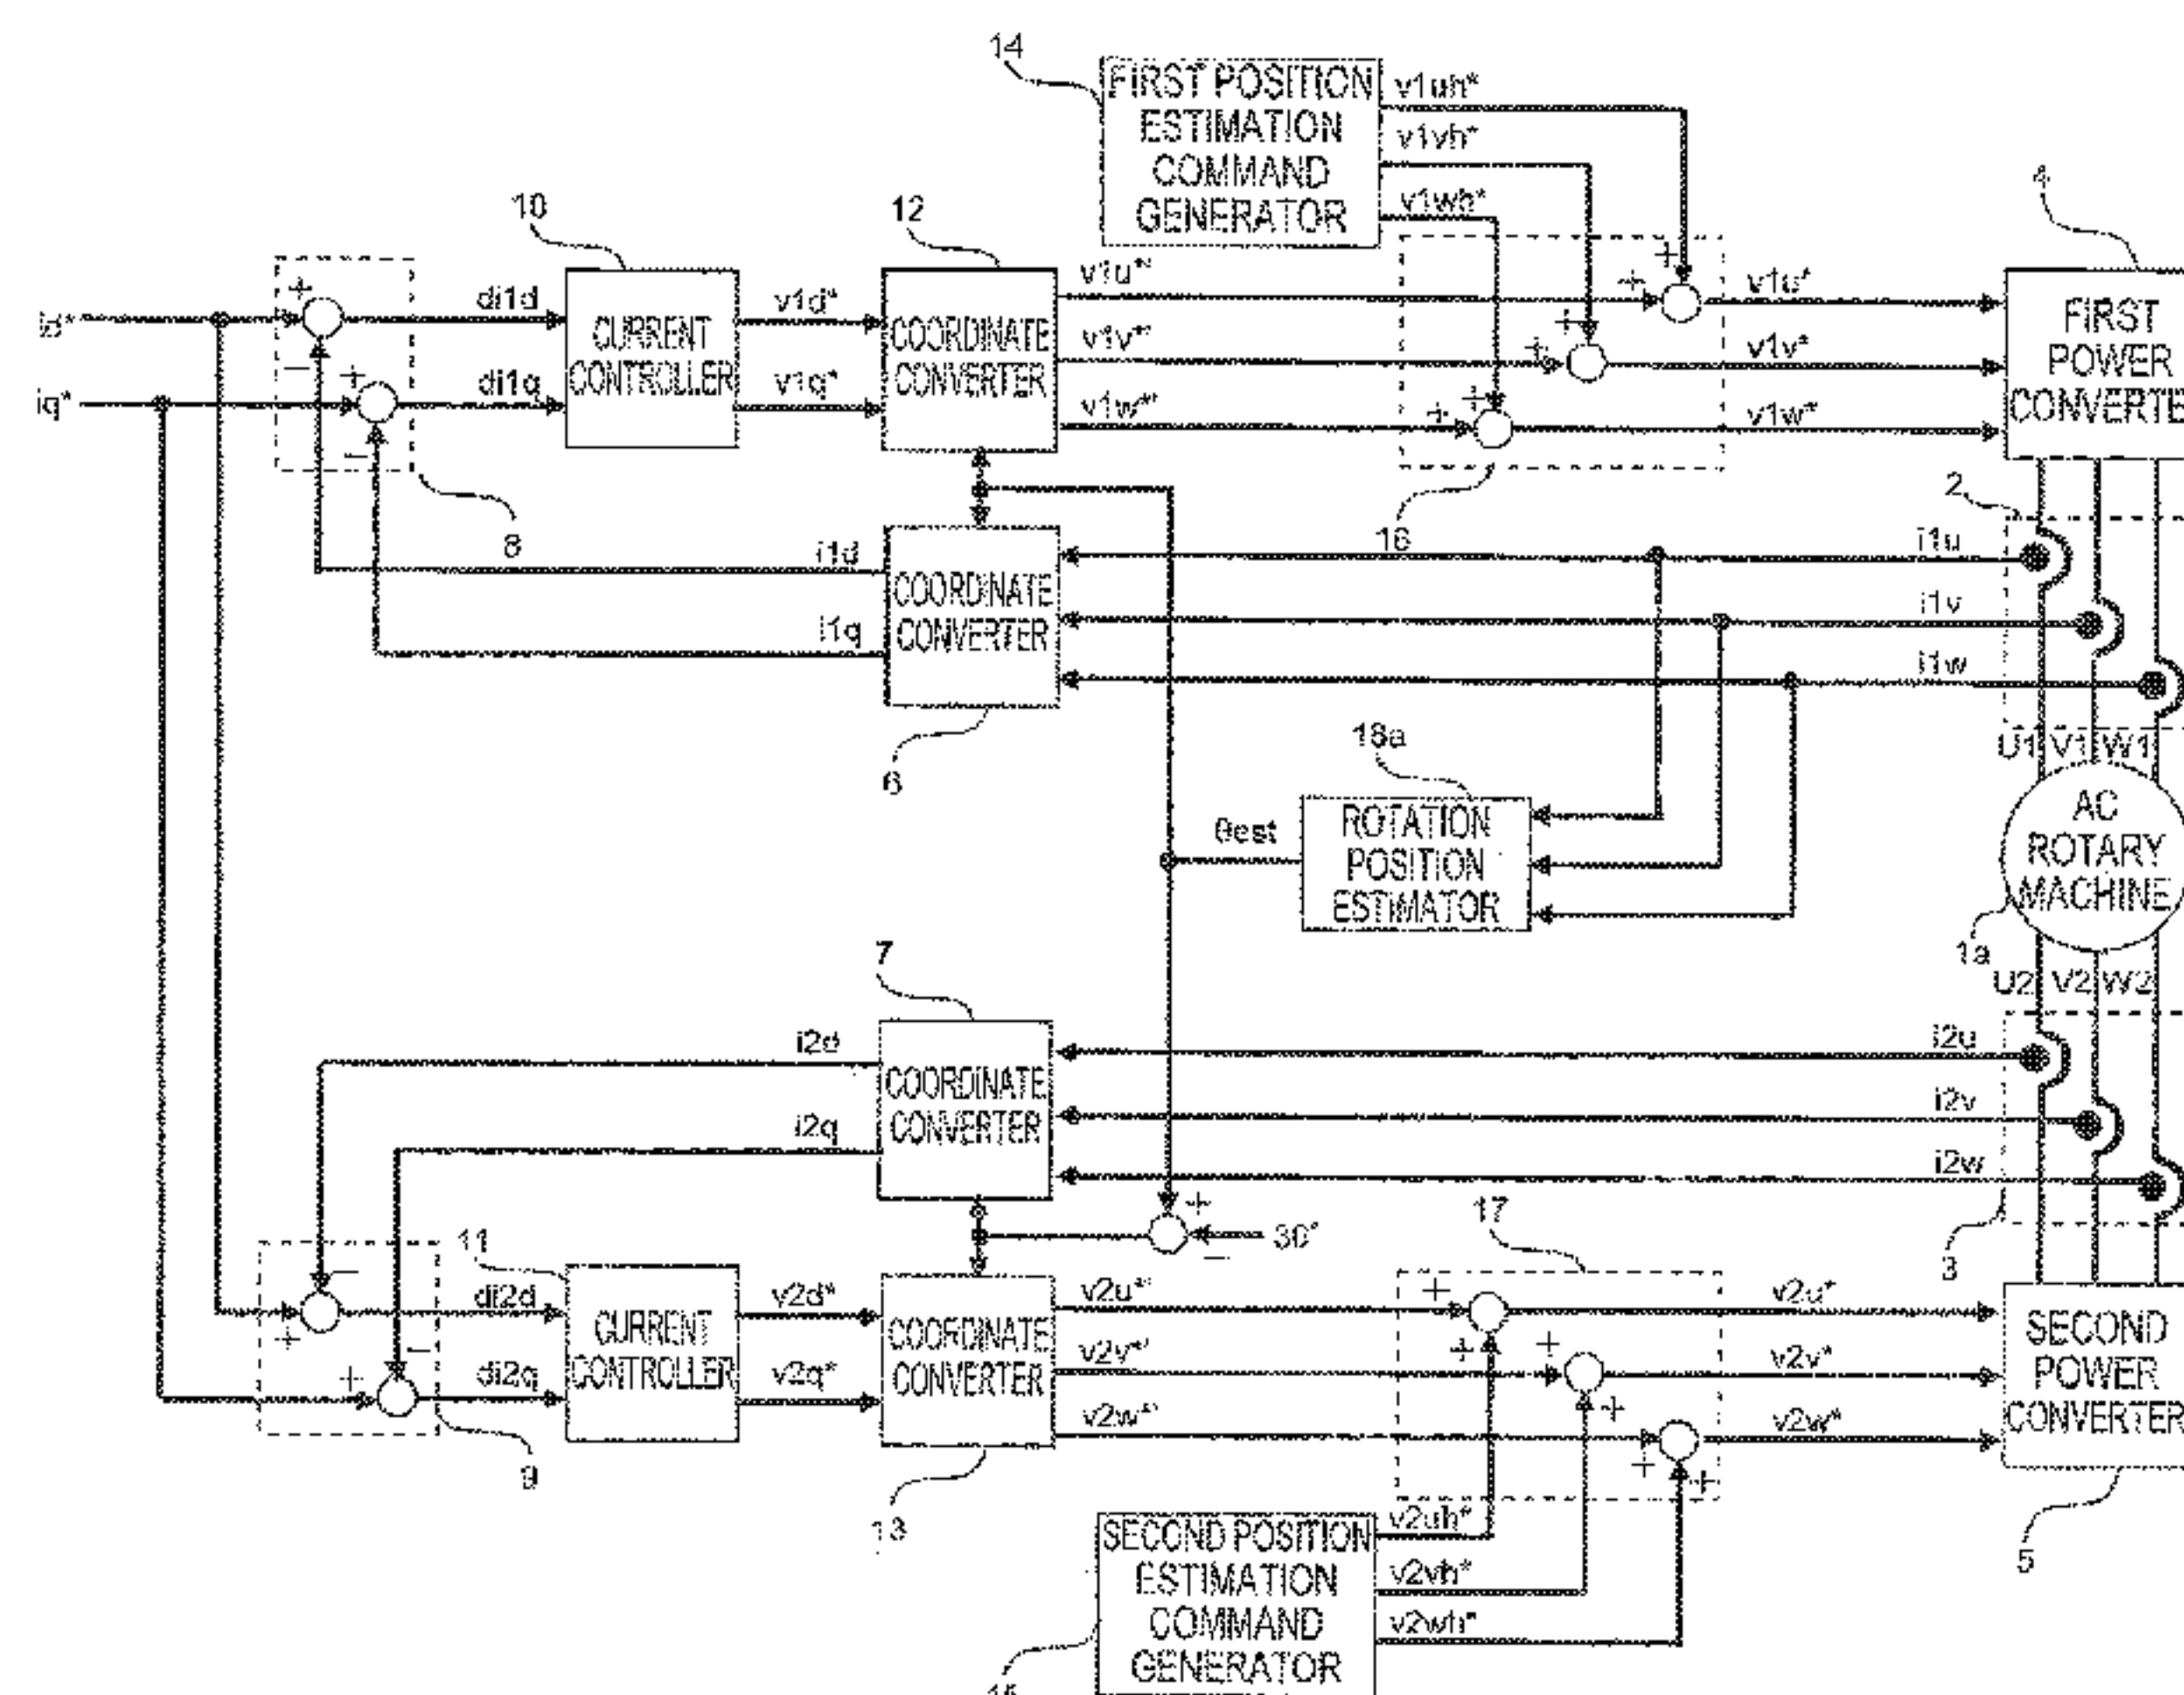 14
FIRST POSITION
ESTIMATION
COMMAND
GENERATOR
v1uh*
v1vh*
v1wh*
4
FIRST
POWER
CONVERTE
10
CURRENT
CONTROLLER
12
COORDINATE
CONVERTER
id*
iq*
+
−
+
−
di1d
di1q
v1d*
v1q*
v1u*'
v1v*'
v1w*'
+
+
+
+
+
+
v1u*
v1v*
v1w*
8
16
2
i1d
i1q
COORDINATE
CONVERTER
6
i1u
i1v
i1w
U1 V1 W1
18a
θest
ROTATION
POSITION
ESTIMATOR
AC
ROTARY
MACHINE
1a
U2 V2 W2
7
COORDINATE
CONVERTER
i2d
i2q
i2u
i2v
i2w
3
+
−
30°
17
11
CURRENT
CONTROLLER
−
+
−
+
di2d
di2q
9
v2d*
v2q*
COORDINATE
CONVERTER
13
v2u*'
v2v*'
v2w*'
+
+
+
+
+
+
v2u*
v2v*
v2w*
SECOND
POWER
CONVERTER
5
SECOND POSITION
ESTIMATION
COMMAND
GENERATOR
15
v2uh*
v2vh*
v2wh*